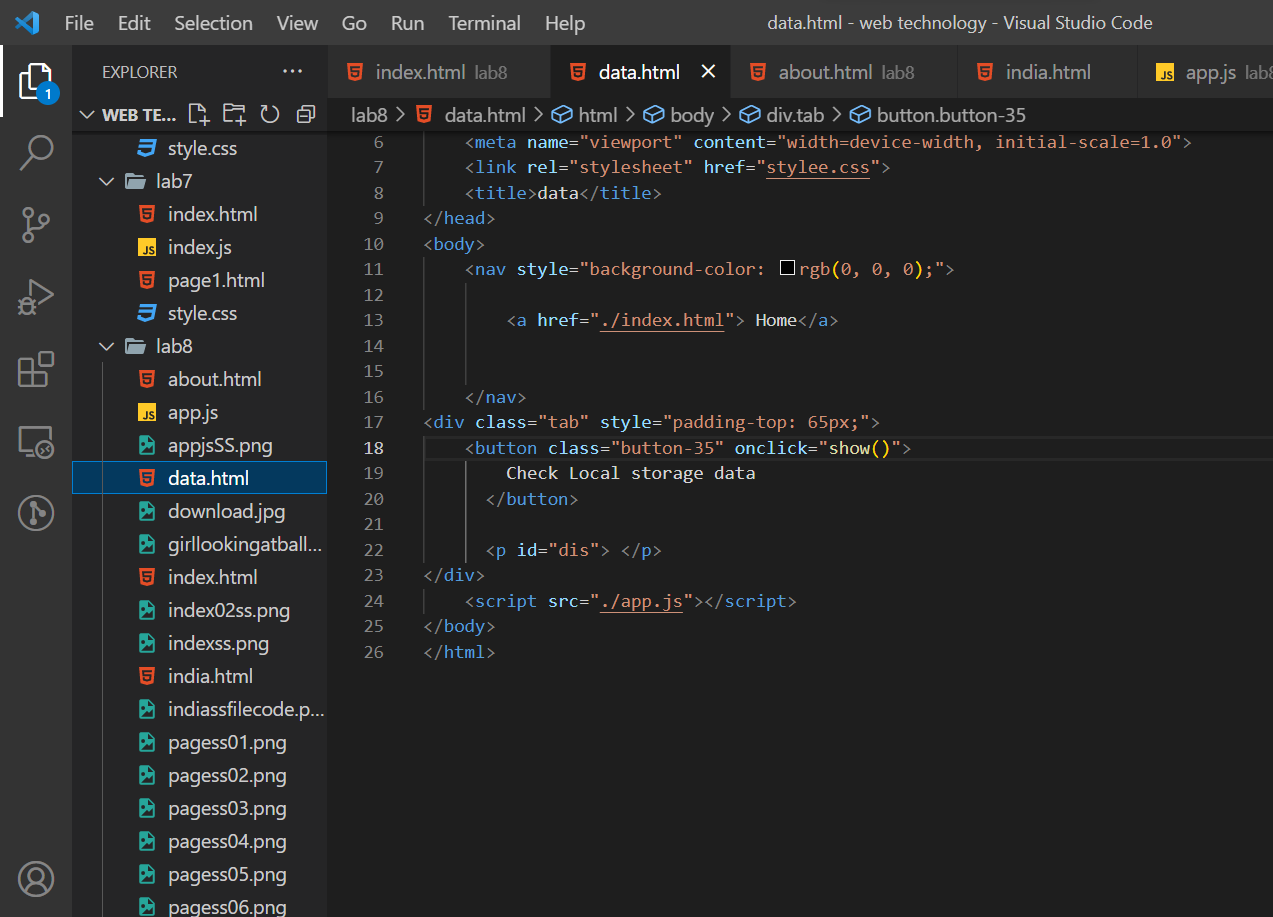 File Edit Selection View Go Run Terminal Help data.html - web technology - Visual Studio Code
EXPLORER ···
index.html lab8 data.html about.html lab8 india.html JS app.js lab8
1
WEB TE...
lab8 > data.html > html > body > div.tab > button.button-35
style.css
lab7
index.html
JS index.js
page1.html
style.css
lab8
about.html
JS app.js
appjsSS.png
data.html
download.jpg
girllookingatball...
index.html
index02ss.png
indexss.png
india.html
indiassfilecode.p...
pagess01.png
pagess02.png
pagess03.png
pagess04.png
pagess05.png
pagess06.png
6 <meta name="viewport" content="width=device-width, initial-scale=1.0">
7 <link rel="stylesheet" href="stylee.css">
8 <title>data</title>
9 </head>
10 <body>
11 <nav style="background-color: rgb(0, 0, 0);">
12
13 <a href="./index.html"> Home</a>
14
15
16 </nav>
17 <div class="tab" style="padding-top: 65px;">
18 <button class="button-35" onclick="show()">
19 Check Local storage data
20 </button>
21
22 <p id="dis"> </p>
23 </div>
24 <script src="./app.js"></script>
25 </body>
26 </html>